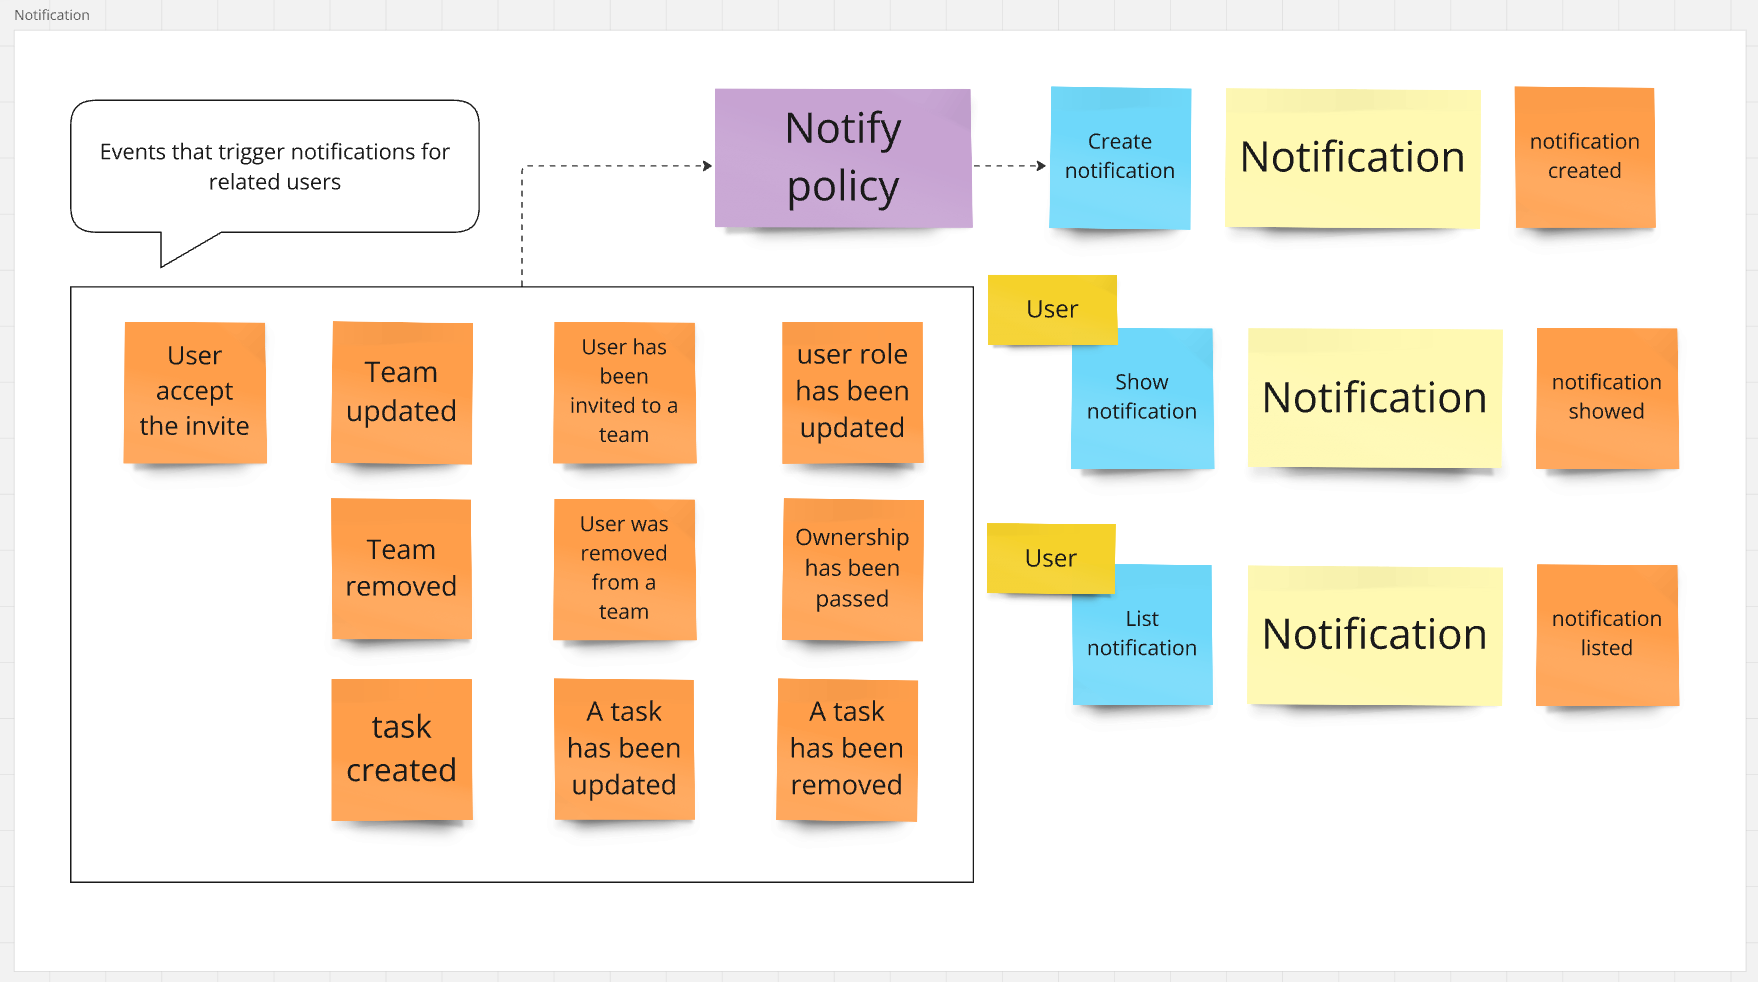 Notification
Events that trigger notifications for
related users
Notify
policy
Create
notification
Notification
notification
created
User
accept
the invite
Team
updated
User has
been
invited to a
team
user role
has been
updated
User
Show
notification
Notification
notification
showed
Team
removed
User was
removed
from a
team
Ownership
has been
passed
User
List
notification
Notification
notification
listed
task
created
A task
has been
updated
A task
has been
removed